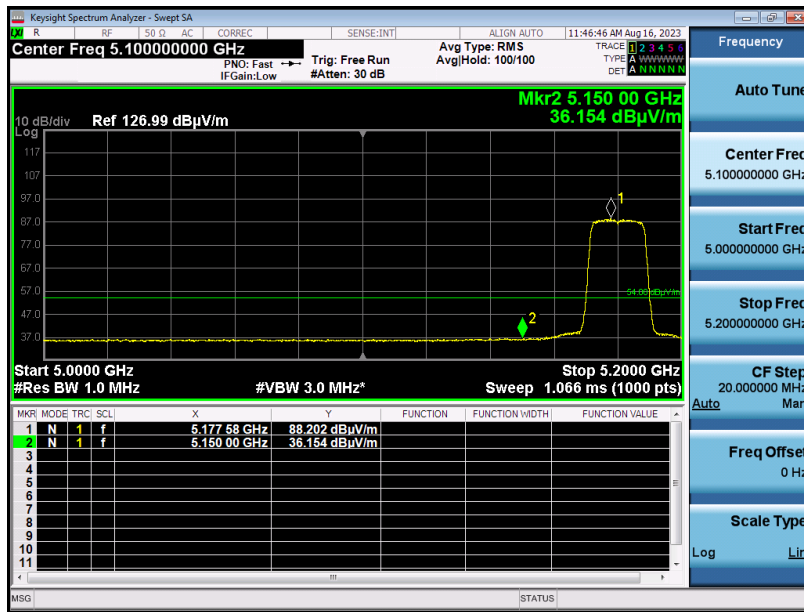 Keysight Spectrum Analyzer - Swept SA
LXI R RF 50 Ω AC CORREC SENSE:INT ALIGN AUTO 11:46:46 AM Aug 16, 2023
Center Freq 5.100000000 GHz
PNO: Fast
IFGain:Low
Trig: Free Run
#Atten: 30 dB
Avg Type: RMS
Avg|Hold: 100/100
TRACE 1 2 3 4 5 6
TYPE A WWWWW
DET A N N N N N
Mkr2 5.150 00 GHz
36.154 dBµV/m
10 dB/div Ref 126.99 dBµV/m
Log
117
107
97.0
87.0
77.0
67.0
57.0
47.0
37.0
1
2
54.00 dBµV/m
Start 5.0000 GHz Stop 5.2000 GHz
#Res BW 1.0 MHz #VBW 3.0 MHz* Sweep 1.066 ms (1000 pts)
MKR MODE TRC SCL X Y FUNCTION FUNCTION WIDTH FUNCTION VALUE
1 N 1 f 5.177 58 GHz 88.202 dBµV/m
2 N 1 f 5.150 00 GHz 36.154 dBµV/m
3
4
5
6
7
8
9
10
11
MSG STATUS
Frequency
Auto Tune
Center Freq
5.100000000 GHz
Start Freq
5.000000000 GHz
Stop Freq
5.200000000 GHz
CF Step
20.000000 MHz
Auto Man
Freq Offset
0 Hz
Scale Type
Log Lin